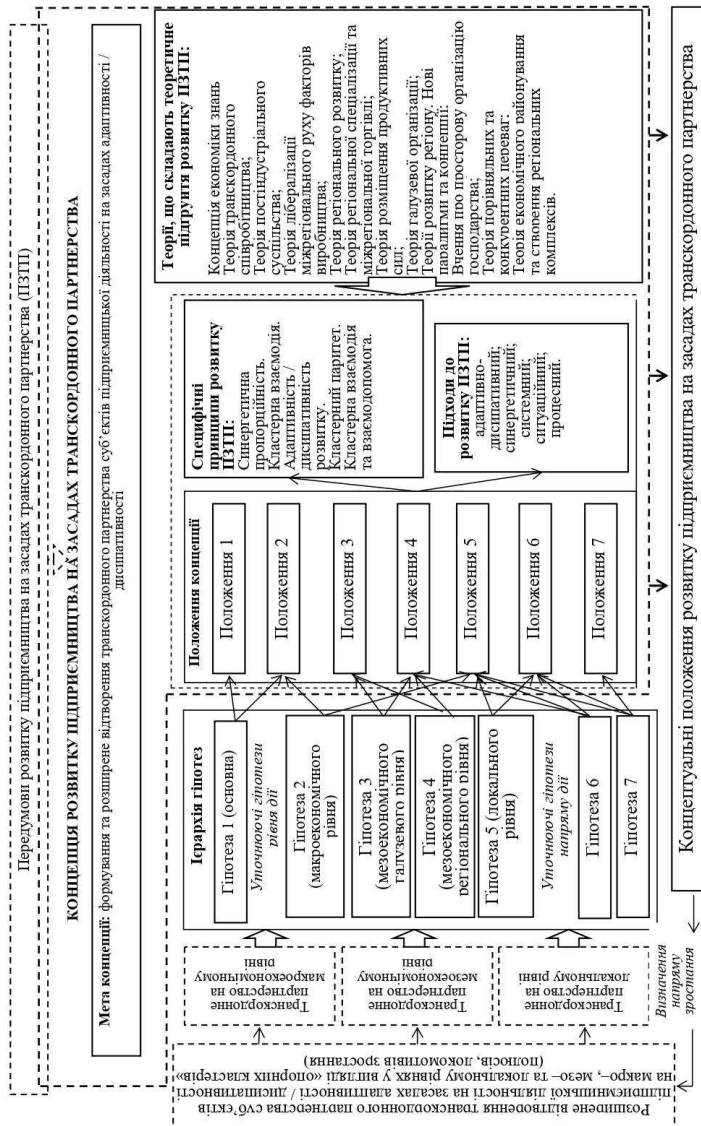 Передумови розвитку підприємництва на засадах транскордонного партнерства (ПЗТП)
КОНЦЕПЦІЯ РОЗВИТКУ ПІДПРИЄМНИЦТВА НА ЗАСАДАХ ТРАНСКОРДОННОГО ПАРТНЕРСТВА
Мета концепції: формування та розширене відтворення транскордонного партнерства суб'єктів підприємницької діяльності на засадах адаптивності /
дисипативності
Розширене відтворення транскордонного партнерства суб'єктів
підприємницької діяльності на засадах адаптивності / дисипативності
на макро-, мезо- та локальному рівнях у вигляді «опорних кластерів»
(полюсів, локомотивів зростання)
Транскордонне
партнерство на
макроекономічному
рівні
Транскордонне
партнерство на
мезоекономічному
рівні
Транскордонне
партнерство на
локальному рівні
Визначення
напряму
зростання
Ієрархія гіпотез
Гіпотеза 1 (основна)
Уточнюючі гіпотези
рівня дії
Гіпотеза 2
(макроекономічного
рівня)
Гіпотеза 3
(мезоекономічного
галузевого рівня)
Гіпотеза 4
(мезоекономічного
регіонального рівня)
Гіпотеза 5 (локального
рівня)
Уточнюючі гіпотези
напряму дії
Гіпотеза 6
Гіпотеза 7
Положення концепції
Положення 1
Положення 2
Положення 3
Положення 4
Положення 5
Положення 6
Положення 7
Специфічні
принципи розвитку
ПЗТП:
Синергетична
пропорційність.
Кластерна взаємодія.
Адаптивність /
дисипативність
розвитку.
Кластерний паритет.
Кластерна взаємодія
та взаємодопомога.
Підходи до
розвитку ПЗТП:
адаптивно-
дисипативний;
синергетичний;
системний;
ситуаційний;
процесний.
Теорії, що складають теоретичне
підґрунтя розвитку ПЗТП:
Концепція економіки знань
Теорія транскордонного
співробітництва;
Теорія постіндустріального
суспільства;
Теорія лібералізації
міжрегіонального руху факторів
виробництва;
Теорія регіонального розвитку;
Теорія регіональної спеціалізації та
міжрегіональної торгівлі;
Теорія розміщення продуктивних
сил;
Теорія галузевої організації;
Теорії розвитку регіону. Нові
парадигми та концепції;
Вчення про просторову організацію
господарства;
Теорія порівняльних та
конкурентних переваг;
Теорія економічного районування
та створення регіональних
комплексів.
Концептуальні положення розвитку підприємництва на засадах транскордонного партнерства